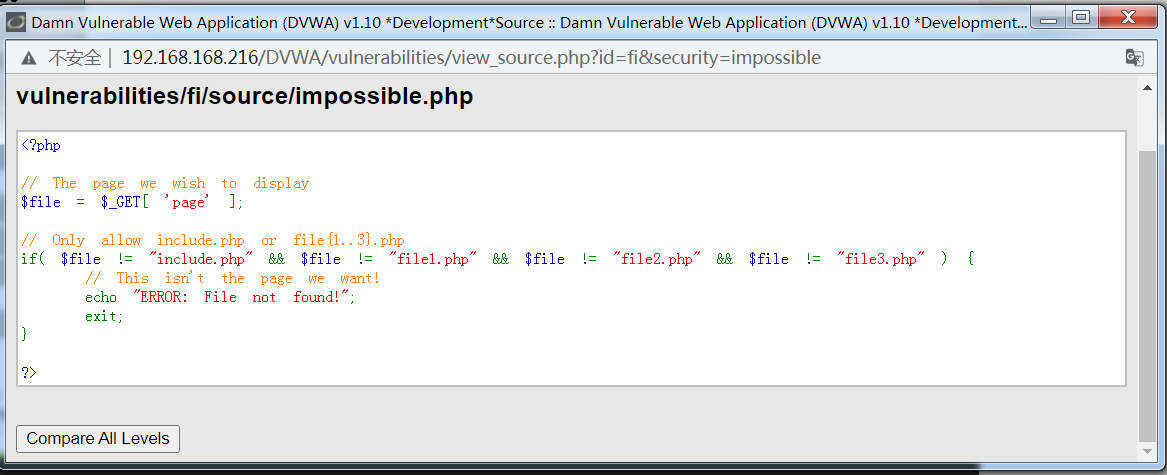 Damn Vulnerable Web Application (DVWA) v1.10 *Development*Source :: Damn Vulnerable Web Application (DVWA) v1.10 *Development...
不安全 | 192.168.168.216/DVWA/vulnerabilities/view_source.php?id=fi&security=impossible
vulnerabilities/fi/source/impossible.php
<?php
// The page we wish to display
$file = $_GET[ 'page' ];
// Only allow include.php or file{1..3}.php
if( $file != "include.php" && $file != "file1.php" && $file != "file2.php" && $file != "file3.php" ) {
// This isn't the page we want!
echo "ERROR: File not found!";
exit;
}
?>
Compare All Levels